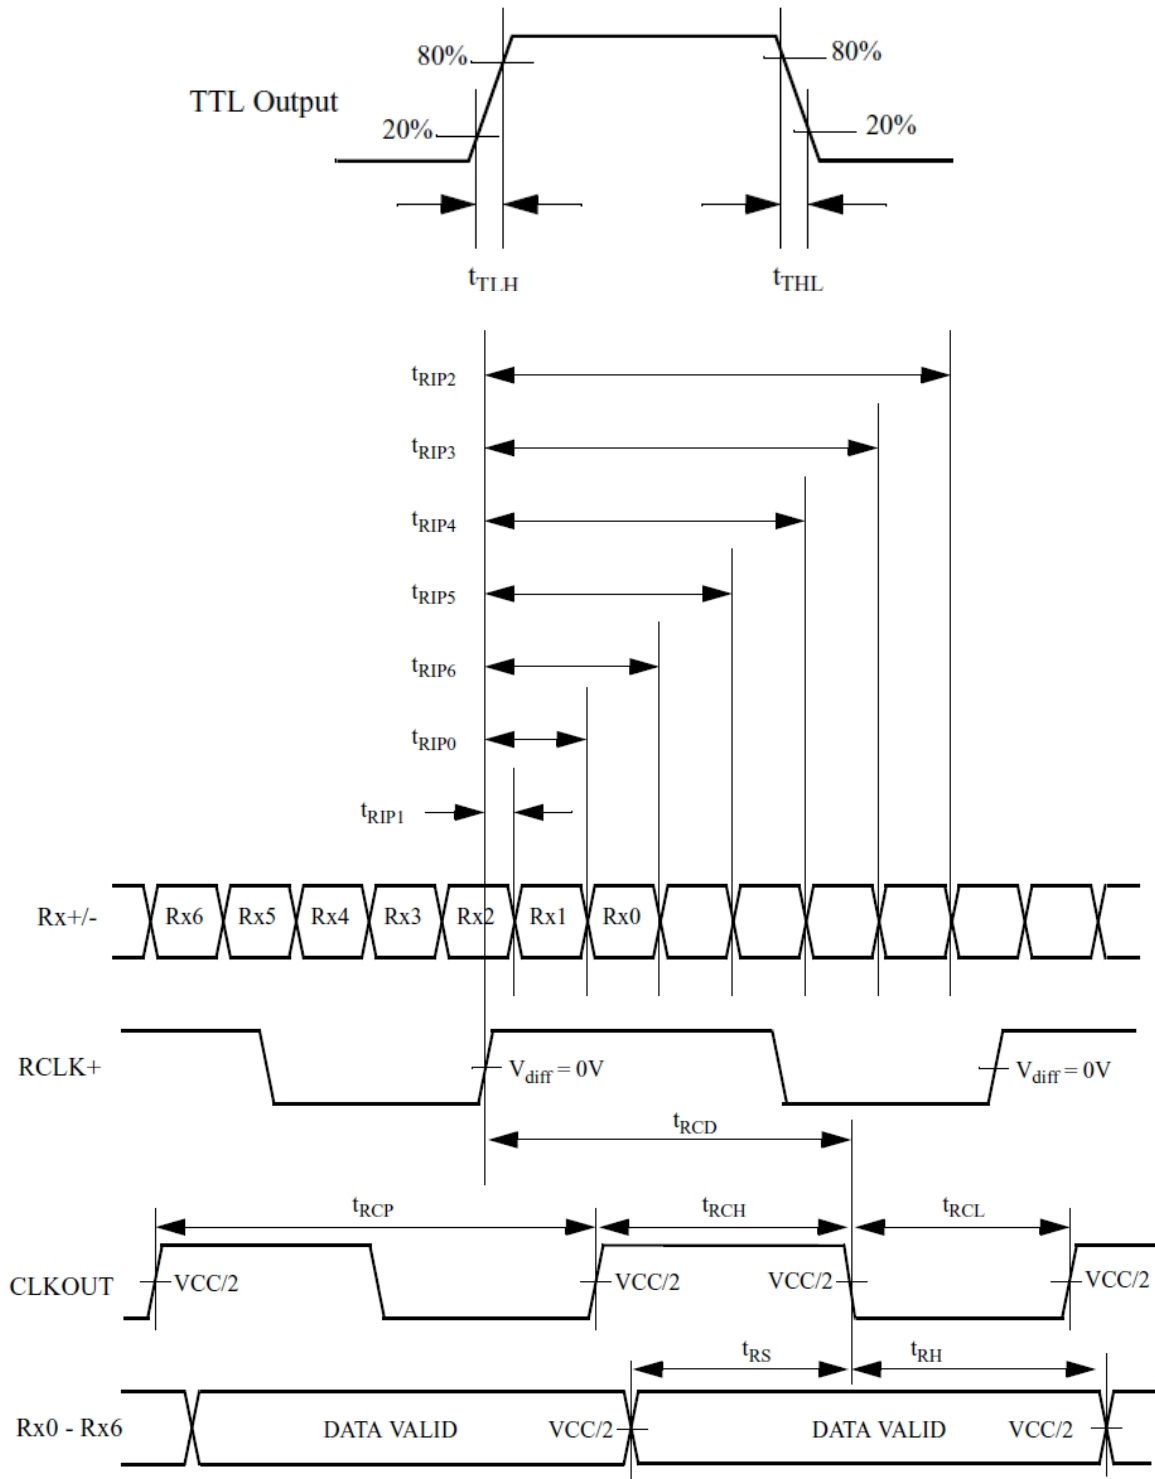 80%
80%
TTL Output
20%
20%
tTLH
tTHL
tRIP2
tRIP3
tRIP4
tRIP5
tRIP6
tRIP0
tRIP1
Rx+/- Rx6 Rx5 Rx4 Rx3 Rx2 Rx1 Rx0
RCLK+ Vdiff = 0V Vdiff = 0V
tRCD
tRCP tRCH tRCL
CLKOUT VCC/2 VCC/2 VCC/2 VCC/2
tRS tRH
Rx0 - Rx6 DATA VALID VCC/2 DATA VALID VCC/2